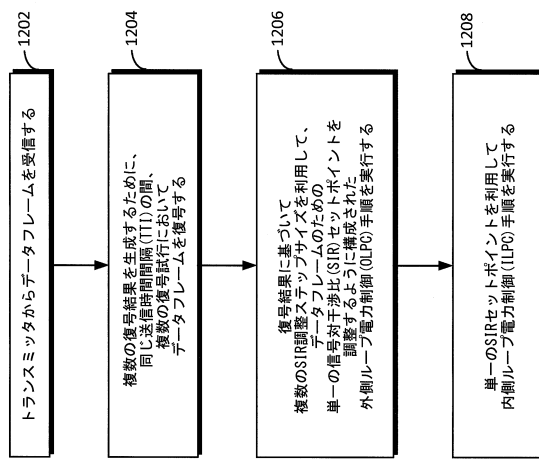 1202
トランスミッタからデータフレームを受信する
1204
複数の復号結果を生成するために、
同じ送信時間間隔(TTI)の間、
複数の復号試行において
データフレームを復号する
1206
復号結果に基づいて
複数のSIR調整ステップサイズを利用して、
データフレームのための
単一の信号対干渉比(SIR)セットポイントを
調整するように構成された
外側ループ電力制御(OLPC)手順を実行する
1208
単一のSIRセットポイントを利用して
内側ループ電力制御(ILPC)手順を実行する